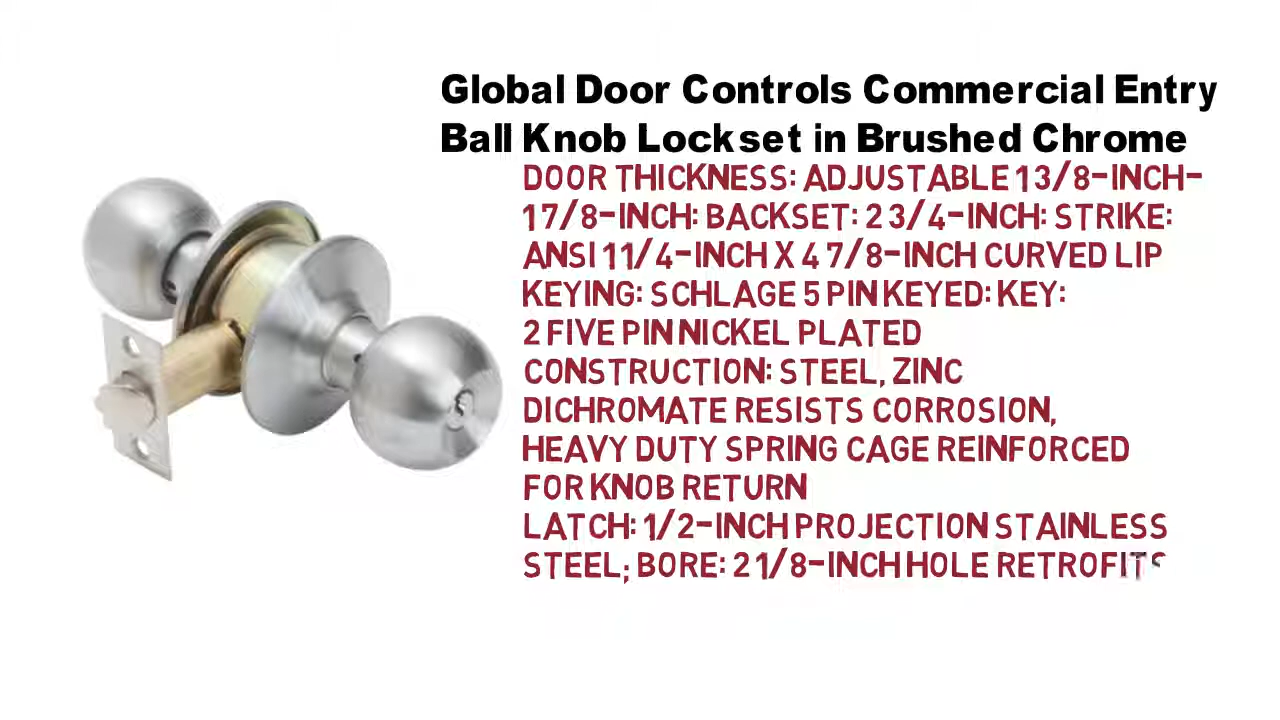 Global Door Controls Commercial Entry
Ball Knob Lockset in Brushed Chrome
DOOR THICKNESS: ADJUSTABLE 1 3/8-INCH-
1 7/8-INCH: BACKSET: 2 3/4-INCH: STRIKE:
ANSI 1 1/4-INCH X 4 7/8-INCH CURVED LIP
KEYING: SCHLAGE 5 PIN KEYED: KEY:
2 FIVE PIN NICKEL PLATED
CONSTRUCTION: STEEL, ZINC
DICHROMATE RESISTS CORROSION,
HEAVY DUTY SPRING CAGE REINFORCED
FOR KNOB RETURN
LATCH: 1/2-INCH PROJECTION STAINLESS
STEEL; BORE: 2 1/8-INCH HOLE RETROFITS